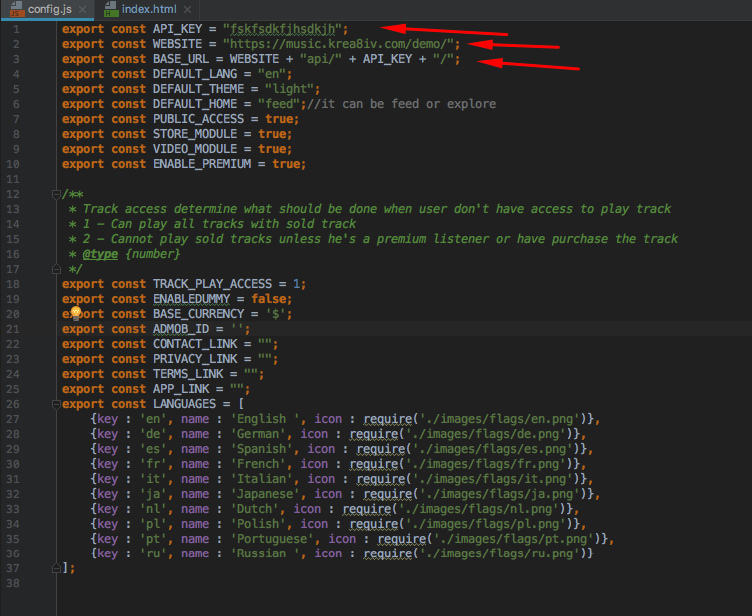 config.js index.html
1 export const API_KEY = "fskfsdkfjhsdkjh";
2 export const WEBSITE = "https://music.krea8iv.com/demo/";
3 export const BASE_URL = WEBSITE + "api/" + API_KEY + "/";
4 export const DEFAULT_LANG = "en";
5 export const DEFAULT_THEME = "light";
6 export const DEFAULT_HOME = "feed";//it can be feed or explore
7 export const PUBLIC_ACCESS = true;
8 export const STORE_MODULE = true;
9 export const VIDEO_MODULE = true;
10 export const ENABLE_PREMIUM = true;
11
12 /**
13 * Track access determine what should be done when user don't have access to play track
14 * 1 - Can play all tracks with sold track
15 * 2 - Cannot play sold tracks unless he's a premium listener or have purchase the track
16 * @type {number}
17 */
18 export const TRACK_PLAY_ACCESS = 1;
19 export const ENABLEDUMMY = false;
20 export const BASE_CURRENCY = '$';
21 export const ADMOB_ID = '';
22 export const CONTACT_LINK = "";
23 export const PRIVACY_LINK = "";
24 export const TERMS_LINK = "";
25 export const APP_LINK = "";
26 export const LANGUAGES = [
27 {key : 'en', name : 'English ', icon : require('./images/flags/en.png')},
28 {key : 'de', name : 'German', icon : require('./images/flags/de.png')},
29 {key : 'es', name : 'Spanish', icon : require('./images/flags/es.png')},
30 {key : 'fr', name : 'French', icon : require('./images/flags/fr.png')},
31 {key : 'it', name : 'Italian', icon : require('./images/flags/it.png')},
32 {key : 'ja', name : 'Japanese', icon : require('./images/flags/ja.png')},
33 {key : 'nl', name : 'Dutch', icon : require('./images/flags/nl.png')},
34 {key : 'pl', name : 'Polish', icon : require('./images/flags/pl.png')},
35 {key : 'pt', name : 'Portuguese', icon : require('./images/flags/pt.png')},
36 {key : 'ru', name : 'Russian ', icon : require('./images/flags/ru.png')}
37 ];
38